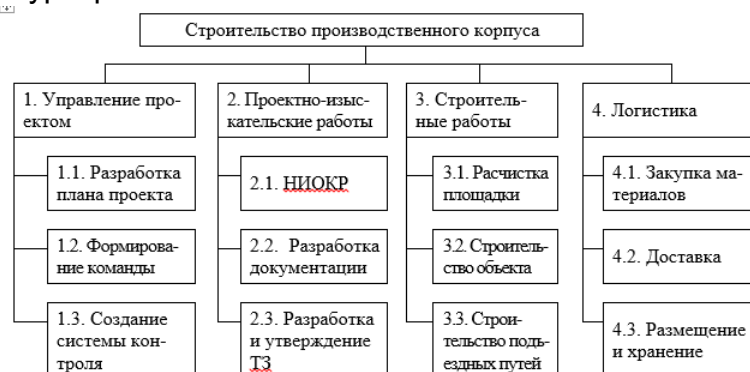 Строительство производственного корпуса
1. Управление про-
ектом
2. Проектно-изыс-
кательские работы
3. Строитель-
ные работы
4. Логистика
1.1. Разработка
плана проекта
2.1. НИОКР
3.1. Расчистка
площадки
4.1. Закупка ма-
териалов
1.2. Формирова-
ние команды
2.2. Разработка
документации
3.2. Строитель-
ство объекта
4.2. Доставка
1.3. Создание
системы кон-
троля
2.3. Разработка
и утверждение
ТЗ
3.3. Строи-
тельство подъ-
ездных путей
4.3. Размещение
и хранение